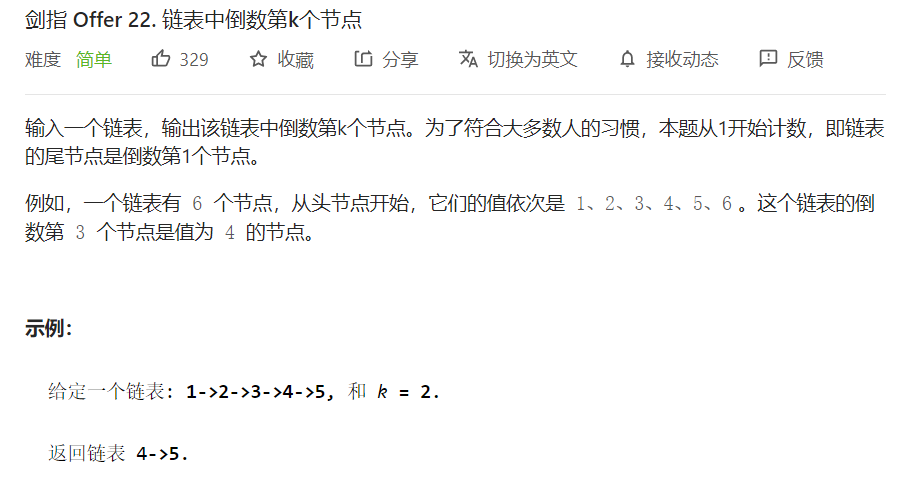 剑指 Offer 22. 链表中倒数第k个节点
难度 简单 329 收藏 分享 切换为英文 接收动态 反馈
输入一个链表，输出该链表中倒数第k个节点。为了符合大多数人的习惯，本题从1开始计数，即链表
的尾节点是倒数第1个节点。
例如，一个链表有 6 个节点，从头节点开始，它们的值依次是 1、2、3、4、5、6 。这个链表的倒
数第 3 个节点是值为 4 的节点。
示例：
给定一个链表: 1->2->3->4->5, 和 k = 2.
返回链表 4->5.